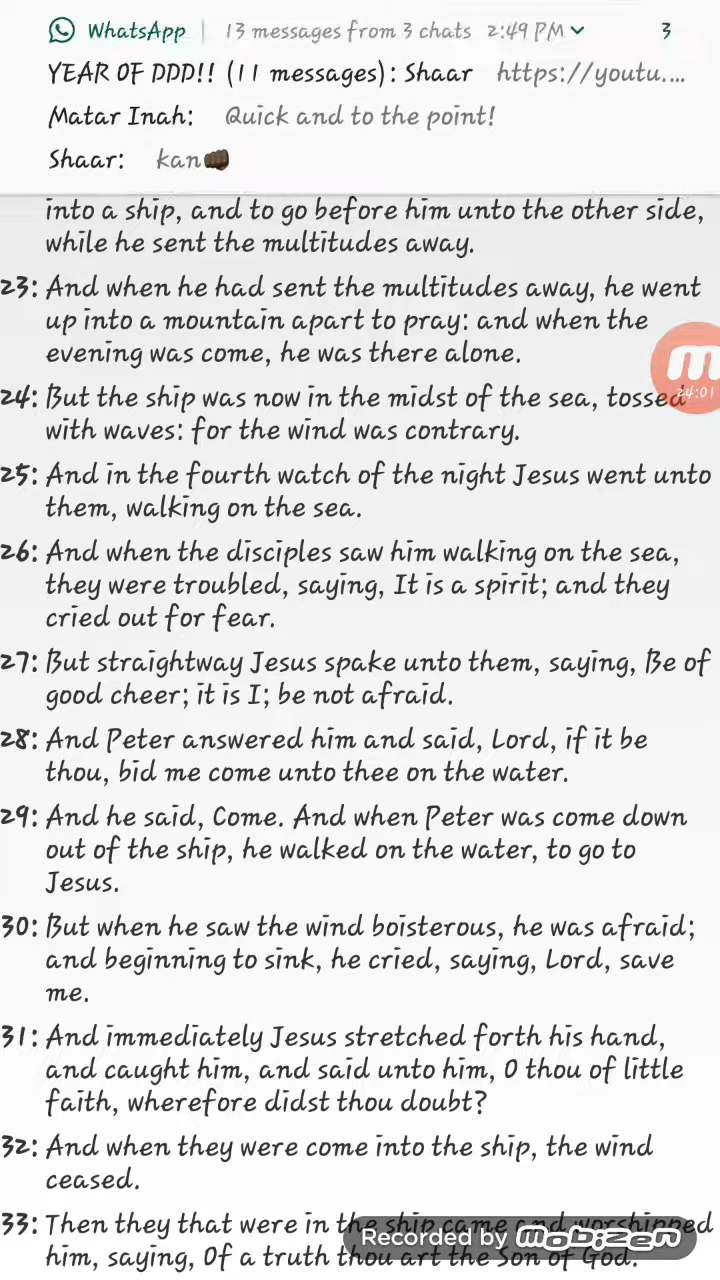 WhatsApp | 13 messages from 3 chats 2:49 PM 3
YEAR OF DDD!! (11 messages): Shaar https://youtu....
Matar Inah: Quick and to the point!
Shaar: kan👊🏿
into a ship, and to go before him unto the other side,
while he sent the multitudes away.
23: And when he had sent the multitudes away, he went
up into a mountain apart to pray: and when the
evening was come, he was there alone.
24: But the ship was now in the midst of the sea, tossed
with waves: for the wind was contrary.
25: And in the fourth watch of the night Jesus went unto
them, walking on the sea.
26: And when the disciples saw him walking on the sea,
they were troubled, saying, It is a spirit; and they
cried out for fear.
27: But straightway Jesus spake unto them, saying, Be of
good cheer; it is I; be not afraid.
28: And Peter answered him and said, Lord, if it be
thou, bid me come unto thee on the water.
29: And he said, Come. And when Peter was come down
out of the ship, he walked on the water, to go to
Jesus.
30: But when he saw the wind boisterous, he was afraid;
and beginning to sink, he cried, saying, Lord, save
me.
31: And immediately Jesus stretched forth his hand,
and caught him, and said unto him, O thou of little
faith, wherefore didst thou doubt?
32: And when they were come into the ship, the wind
ceased.
33: Then they that were in the ship came and worshipped
him, saying, Of a truth thou art the Son of God.
m
24:01
Recorded by mobizen